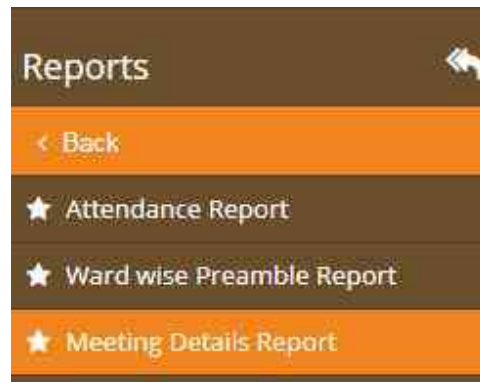 Reports
< Back
Attendance Report
Ward wise Preamble Report
Meeting Details Report